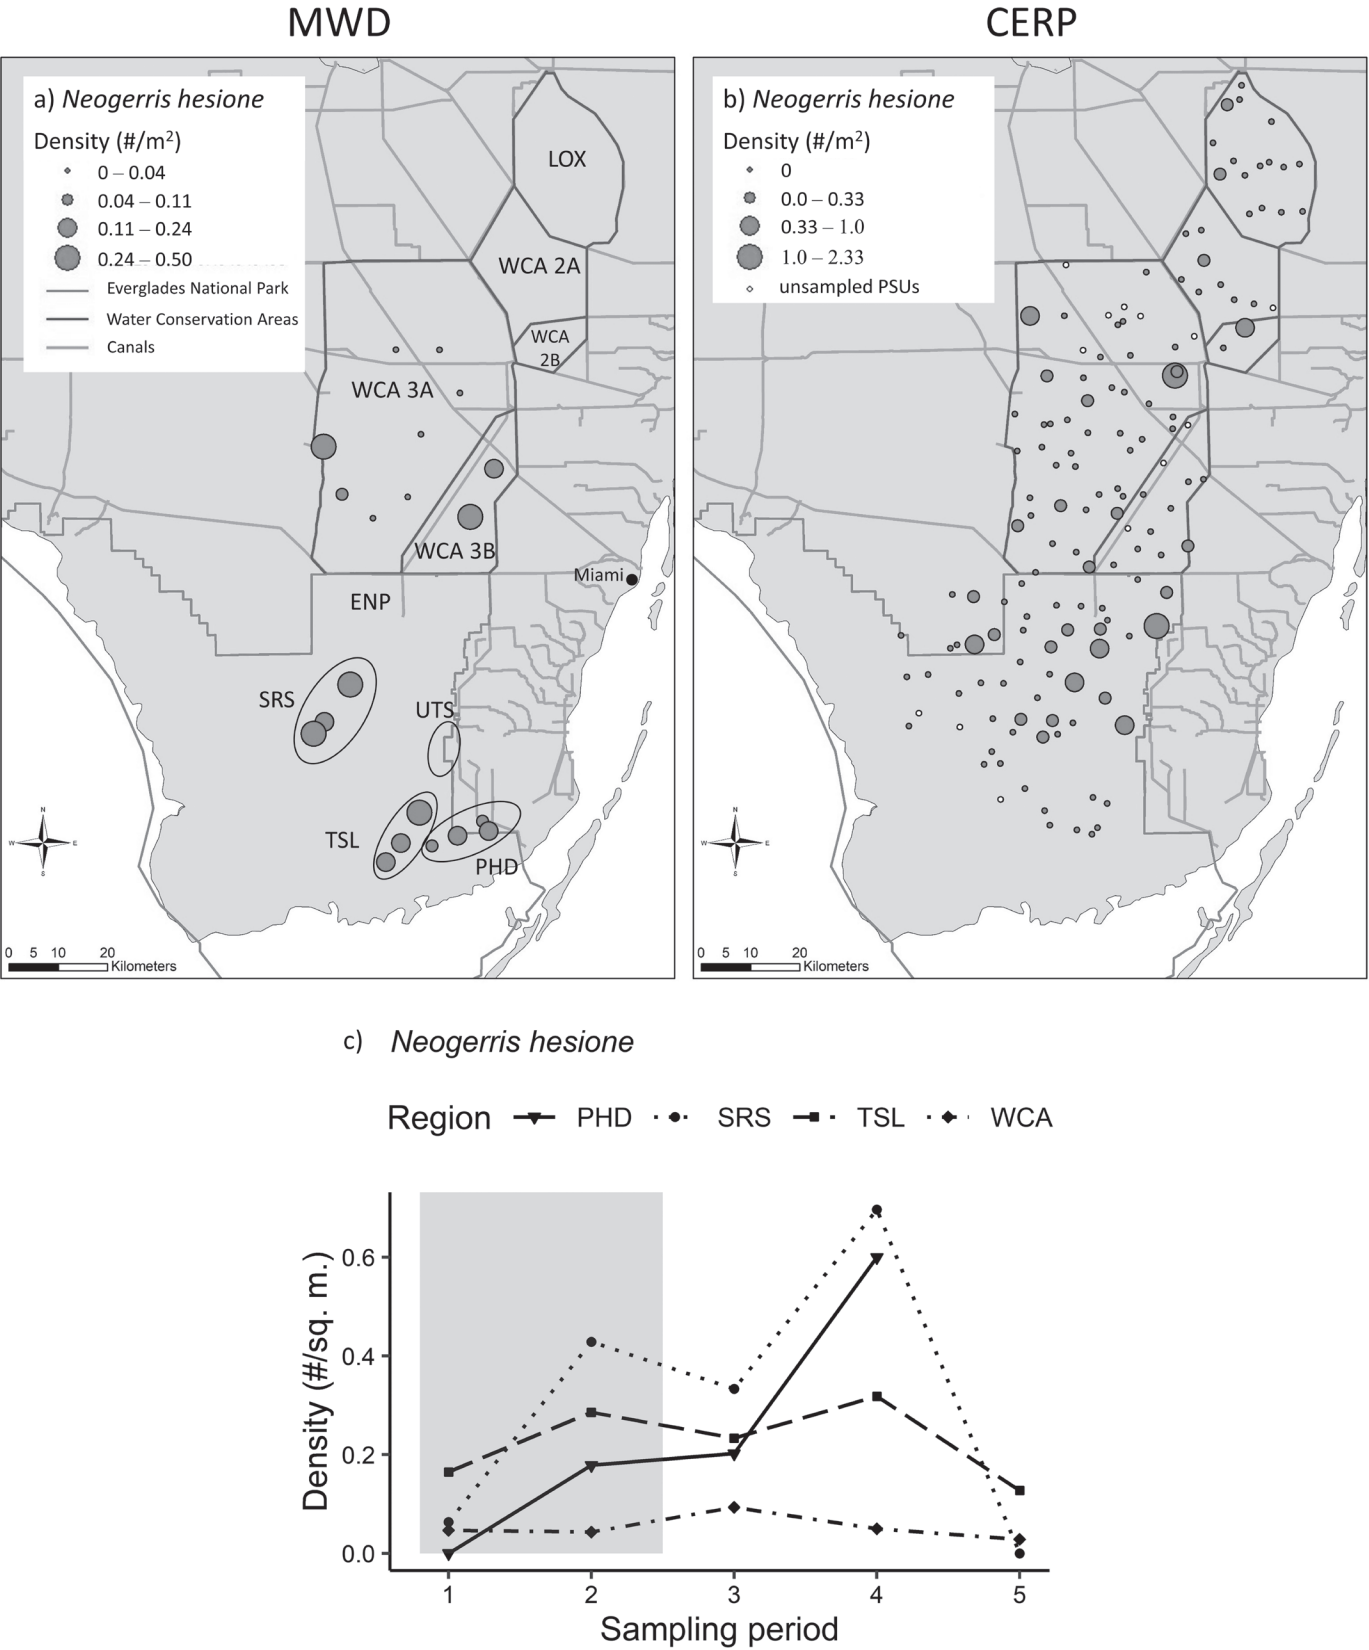 MWD
CERP
a) Neogerris hesione
Density (#/m2)
0 – 0.04
0.04 – 0.11
0.11 – 0.24
0.24 – 0.50
Everglades National Park
Water Conservation Areas
Canals
LOX
WCA 2A
WCA
2B
WCA 3A
WCA 3B
Miami
ENP
SRS
UTS
TSL
PHD
N
W
E
S
0 5 10 20
Kilometers
b) Neogerris hesione
Density (#/m2)
0
0.0 – 0.33
0.33 – 1.0
1.0 – 2.33
unsampled PSUs
N
W
E
S
0 5 10 20
Kilometers
c) Neogerris hesione
Region PHD SRS TSL WCA
Density (#/sq. m.)
0.6
0.4
0.2
0.0
1 2 3 4 5
Sampling period